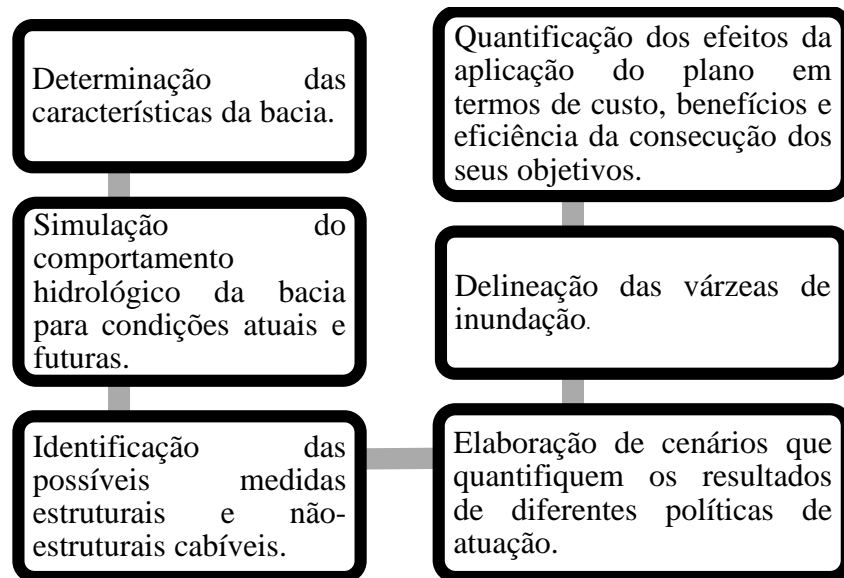 Determinação das
características da bacia.
Simulação do
comportamento
hidrológico da bacia
para condições atuais e
futuras.
Identificação das
possíveis medidas
estruturais e não-
estruturais cabíveis.
Elaboração de cenários que
quantifiquem os resultados
de diferentes políticas de
atuação.
Delineação das várzeas de
inundação.
Quantificação dos efeitos da
aplicação do plano em
termos de custo, benefícios e
eficiência da consecução dos
seus objetivos.